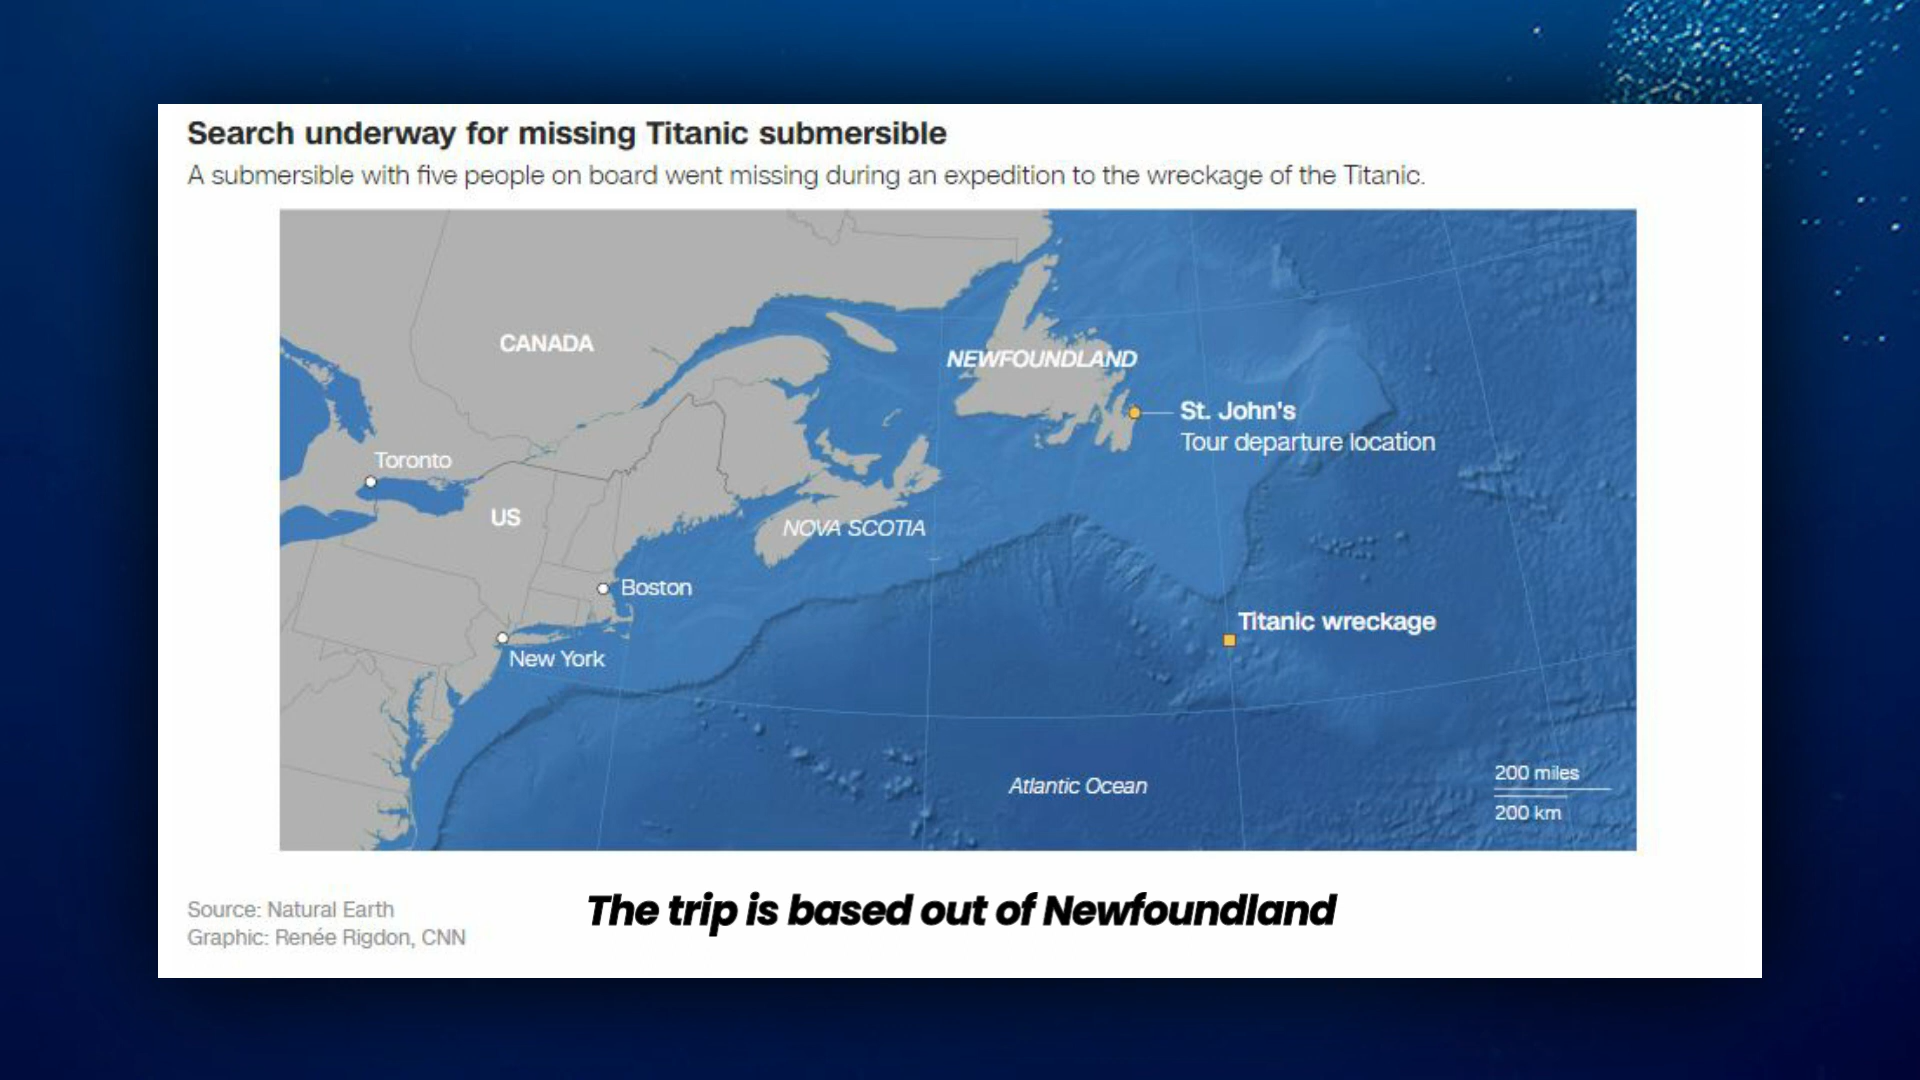 Search underway for missing Titanic submersible
A submersible with five people on board went missing during an expedition to the wreckage of the Titanic.
CANADA
NEWFOUNDLAND
St. John's
Tour departure location
Toronto
US
NOVA SCOTIA
Boston
Titanic wreckage
New York
200 miles
Atlantic Ocean
200 km
The trip is based out of Newfoundland
Source: Natural Earth
Graphic: Renée Rigdon, CNN